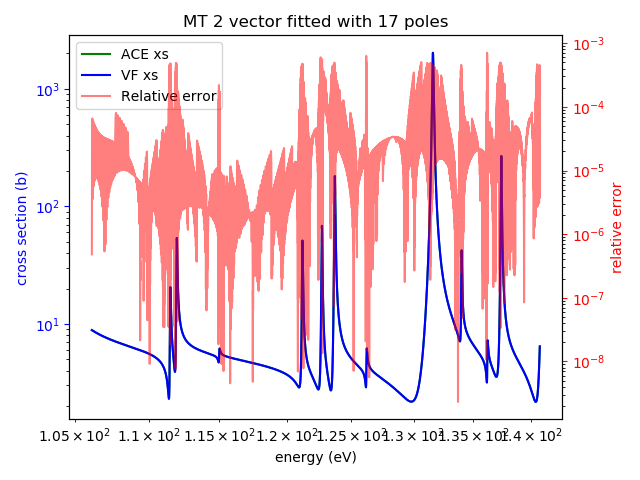 MT 2 vector fitted with 17 poles
ACE xs
VF xs
Relative error
10³
10²
10¹
cross section (b)
10⁻³
10⁻⁴
10⁻⁵
10⁻⁶
10⁻⁷
10⁻⁸
relative error
1.05 × 10² 1.1 × 10² 1.15 × 10² 1.2 × 10² 1.25 × 10² 1.3 × 10² 1.35 × 10² 1.4 × 10²
energy (eV)